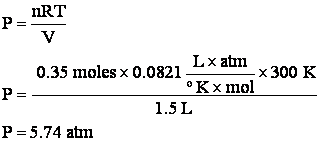 P = nRT / V
P = 0.35 moles × 0.0821 L × atm / ° K × mol × 300 K / 1.5 L
P = 5.74 atm